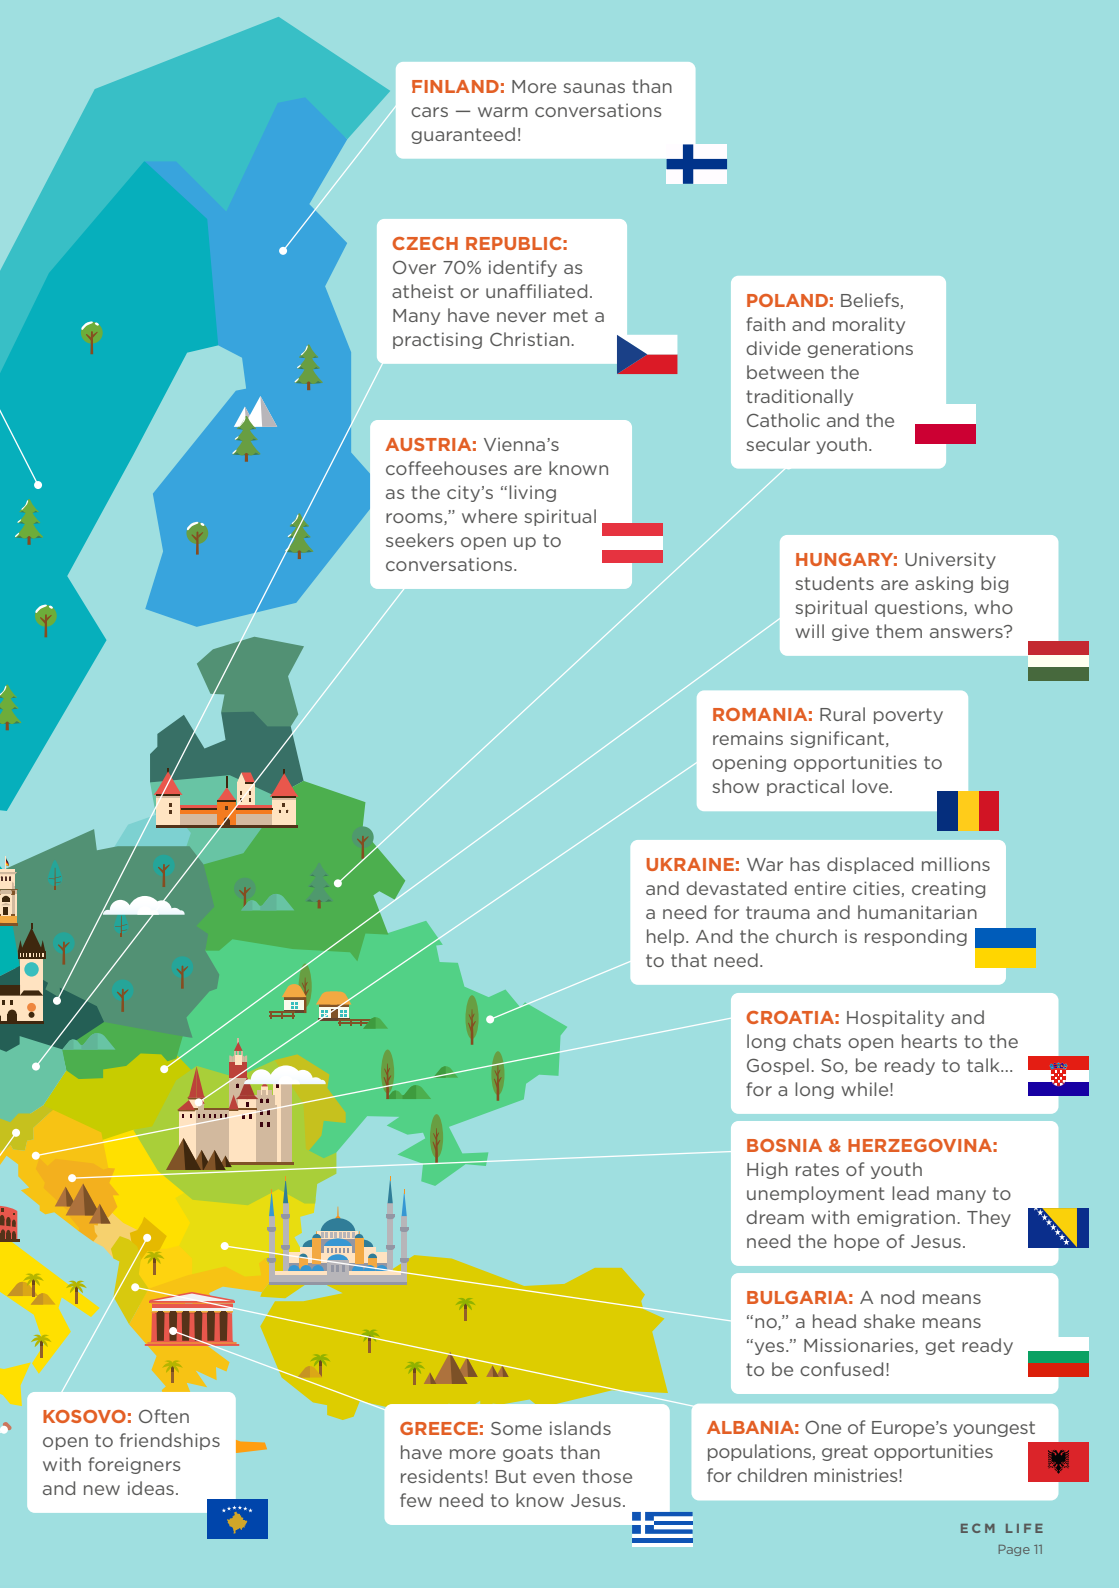 FINLAND: More saunas than
cars — warm conversations
guaranteed!
CZECH REPUBLIC:
Over 70% identify as
atheist or unaffiliated.
Many have never met a
practising Christian.
POLAND: Beliefs,
faith and morality
divide generations
between the
traditionally
Catholic and the
secular youth.
AUSTRIA: Vienna’s
coffeehouses are known
as the city’s “living
rooms,” where spiritual
seekers open up to
conversations.
HUNGARY: University
students are asking big
spiritual questions, who
will give them answers?
ROMANIA: Rural poverty
remains significant,
opening opportunities to
show practical love.
UKRAINE: War has displaced millions
and devastated entire cities, creating
a need for trauma and humanitarian
help. And the church is responding
to that need.
CROATIA: Hospitality and
long chats open hearts to the
Gospel. So, be ready to talk...
for a long while!
BOSNIA & HERZEGOVINA:
High rates of youth
unemployment lead many to
dream with emigration. They
need the hope of Jesus.
BULGARIA: A nod means
“no,” a head shake means
“yes.” Missionaries, get ready
to be confused!
KOSOVO: Often
open to friendships
with foreigners
and new ideas.
GREECE: Some islands
have more goats than
residents! But even those
few need to know Jesus.
ALBANIA: One of Europe’s youngest
populations, great opportunities
for children ministries!
ECM LIFE
Page 11